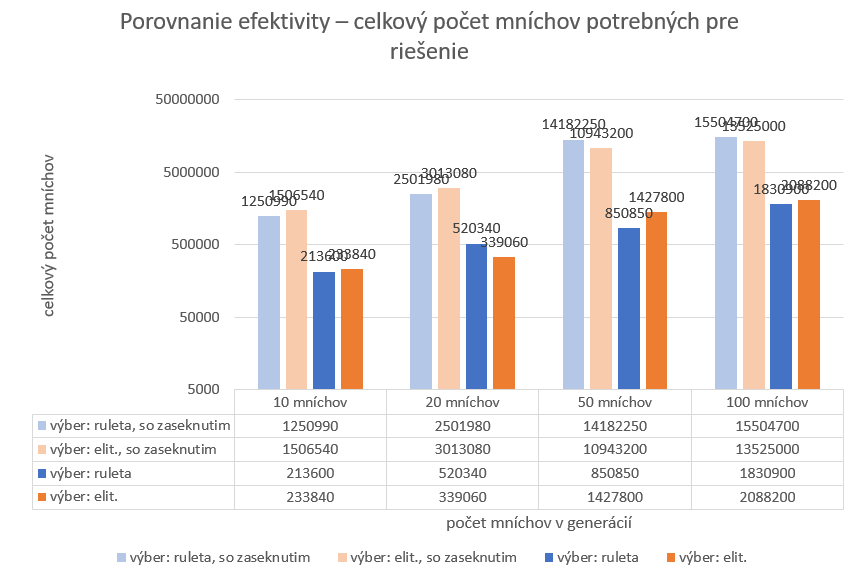 Porovnanie efektivity – celkový počet mníchov potrebných pre
riešenie
celkový počet mníchov
50000000
5000000
500000
50000
5000
1250990
1506540
213600
233840
2501980
3013080
520340
339060
14182250
10943200
850850
1427800
15504700
13525000
1830900
2088200
10 mníchov 20 mníchov 50 mníchov 100 mníchov
výber: ruleta, so zaseknutim 1250990 2501980 14182250 15504700
výber: elit., so zaseknutim 1506540 3013080 10943200 13525000
výber: ruleta 213600 520340 850850 1830900
výber: elit. 233840 339060 1427800 2088200
počet mníchov v generácií
výber: ruleta, so zaseknutim výber: elit., so zaseknutim výber: ruleta výber: elit.